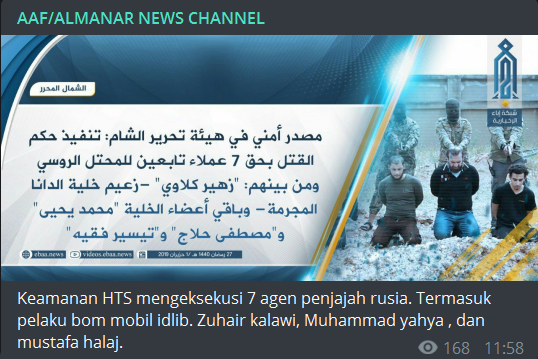 AAF/ALMANAR NEWS CHANNEL
الشمال المحرر
شبكة إباء
الإخبارية
مصدر أمني في هيئة تحرير الشام: تنفيذ حكم
القتل بحق 7 عملاء تابعين للمحتل الروسي
ومن بينهم: "زهير كلاوي" -زعيم خلية الدانا
المجرمة- وباقي أعضاء الخلية "محمد يحيى"
و"مصطفى حلاج" و"تيسير فقيه"
ebaa.news
videos.ebaa.news
27 رمضان 1440 هـ /1 حزيران 2019
Keamanan HTS mengeksekusi 7 agen penjajah rusia. Termasuk
pelaku bom mobil idlib. Zuhair kalawi, Muhammad yahya , dan
mustafa halaj.
168 11:58